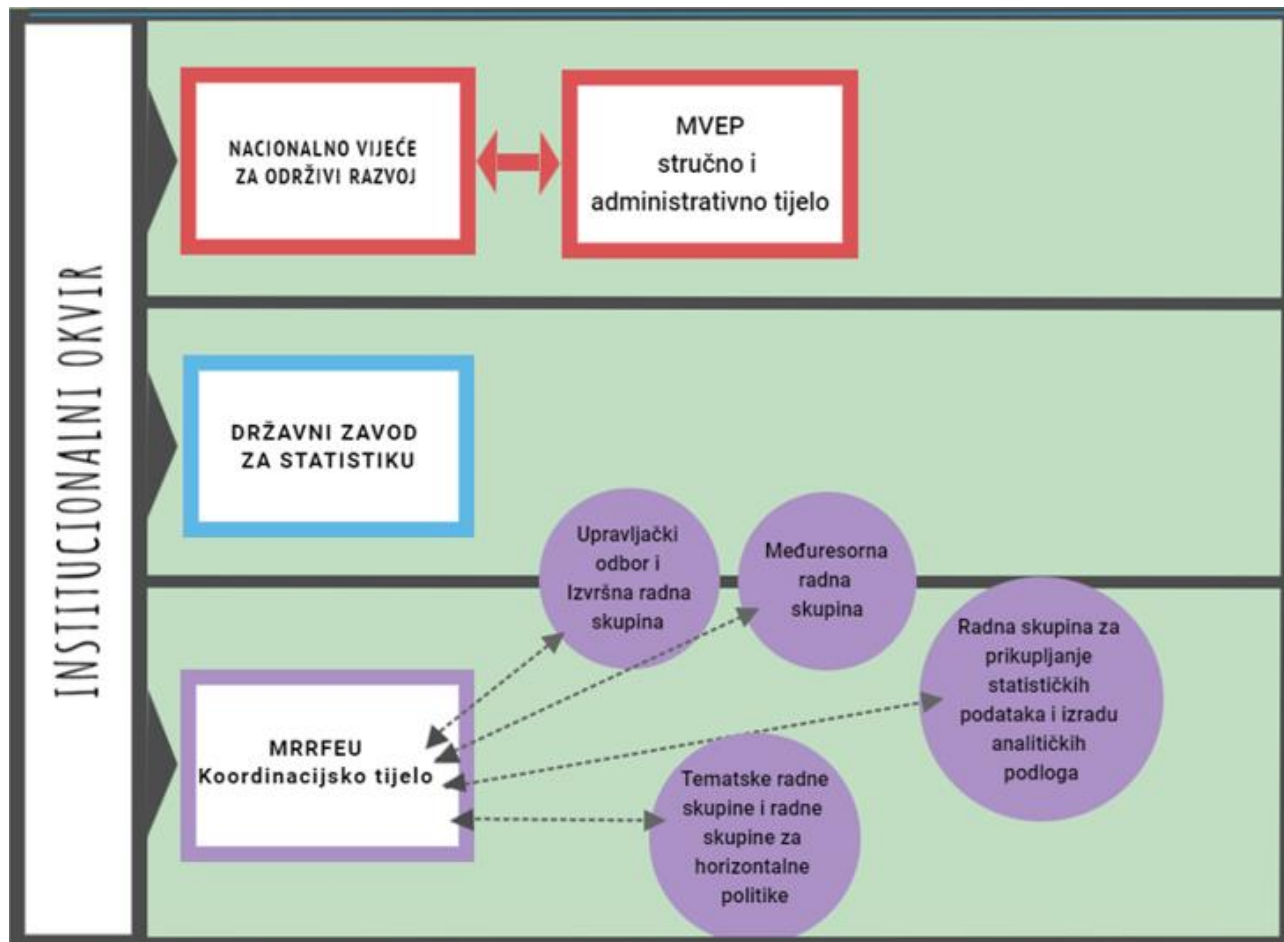 INSTITUCIONALNI OKVIR
NACIONALNO VIJEĆE
ZA ODRŽIVI RAZVOJ
MVEP
stručno i
administrativno tijelo
DRŽAVNI ZAVOD
ZA STATISTIKU
Upravljački
odbor i
Izvršna radna
skupina
Međuresorna
radna
skupina
Radna skupina za
prikupljanje
statističkih
podataka i izradu
analitičkih
podloga
MRRFEU
Koordinacijsko tijelo
Tematske radne
skupine i radne
skupine za
horizontalne
politike